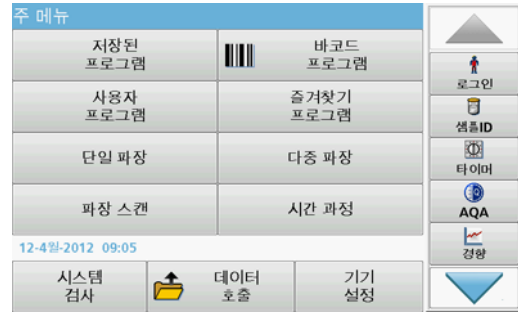 주 메뉴
저장된
프로그램
바코드
프로그램
사용자
프로그램
즐겨찾기
프로그램
단일 파장
다중 파장
파장 스캔
시간 과정
12-4월-2012 09:05
시스템
검사
데이터
호출
기기
설정
로그인
샘플ID
타이머
AQA
경향